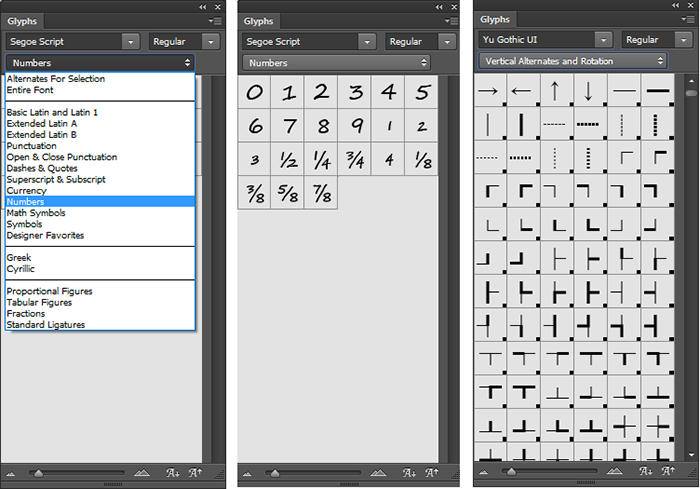 Glyphs
Segoe Script Regular
Numbers
Alternates For Selection
Entire Font
Basic Latin and Latin 1
Extended Latin A
Extended Latin B
Punctuation
Open & Close Punctuation
Dashes & Quotes
Superscript & Subscript
Currency
Numbers
Math Symbols
Symbols
Designer Favorites
Greek
Cyrillic
Proportional Figures
Tabular Figures
Fractions
Standard Ligatures
Glyphs
Segoe Script Regular
Numbers
0 1 2 3 4 5
6 7 8 9 1 2
3 ½ ¼ ¾ 4 ⅛
⅜ ⅝ ⅞
Glyphs
Yu Gothic UI Regular
Vertical Alternates and Rotation
→ ← ↑ ↓ — ━